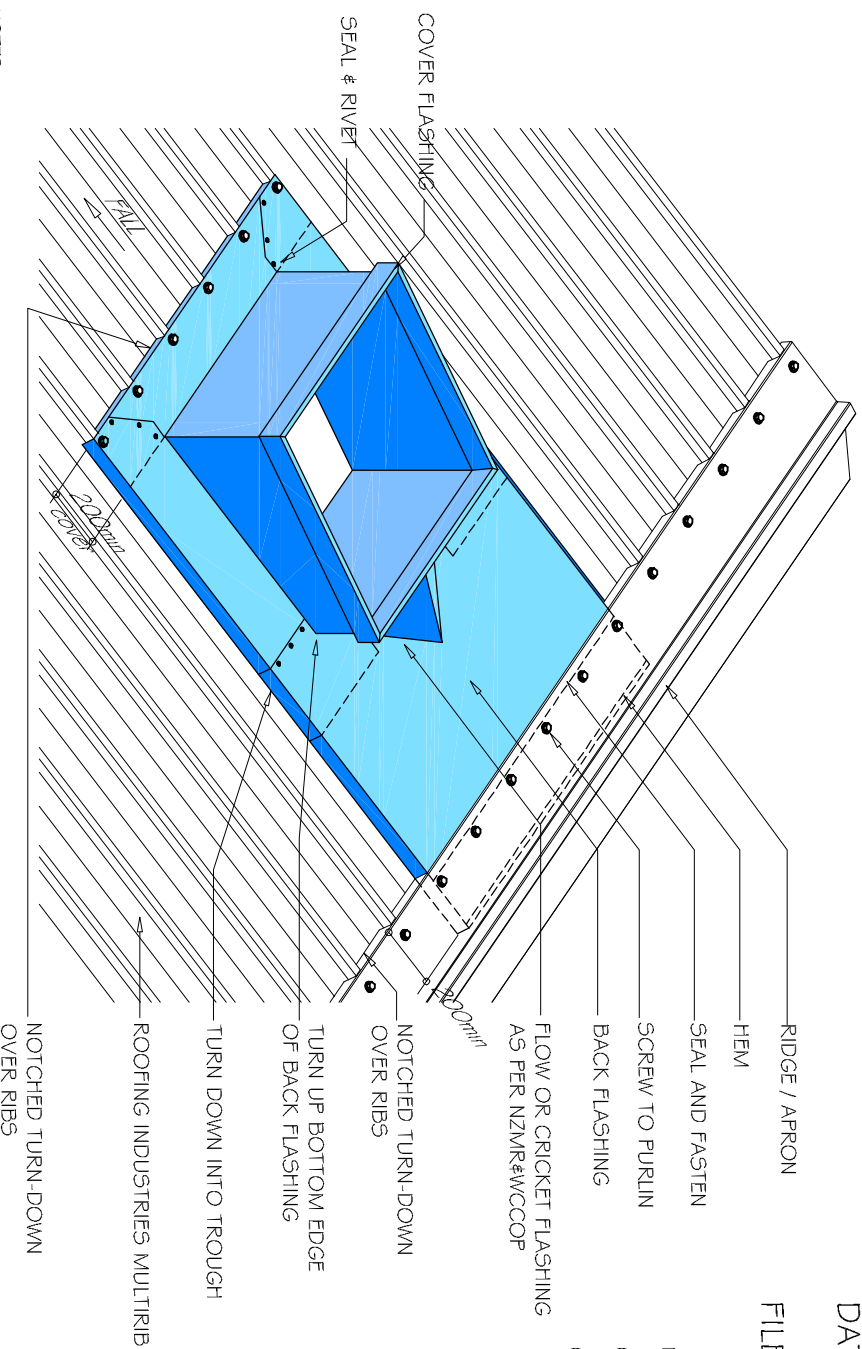 COVER FLASHING
SEAL & RIVET
FALL
200min
cover
200min
RIDGE / APRON
HEM
SEAL AND FASTEN
SCREW TO PURLIN
BACK FLASHING
FLOW OR CRICKET FLASHING
AS PER NZMR&WCCOP
NOTCHED TURN-DOWN
OVER RIBS
TURN UP BOTTOM EDGE
OF BACK FLASHING
TURN DOWN INTO TROUGH
ROOFING INDUSTRIES MULTIRIB
NOTCHED TURN-DOWN
OVER RIBS